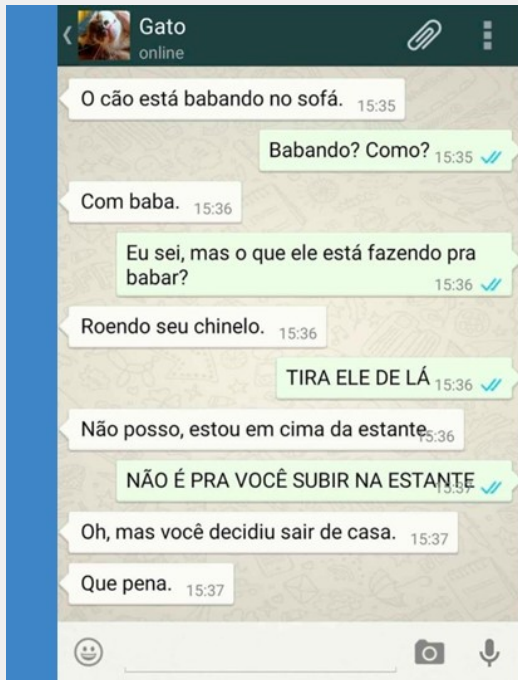 Gato
online
O cão está babando no sofá. 15:35
Babando? Como? 15:35
Com baba. 15:36
Eu sei, mas o que ele está fazendo pra
babar? 15:36
Roendo seu chinelo. 15:36
TIRA ELE DE LÁ 15:36
Não posso, estou em cima da estante. 15:36
NÃO É PRA VOCÊ SUBIR NA ESTANTE 15:37
Oh, mas você decidiu sair de casa. 15:37
Que pena. 15:37